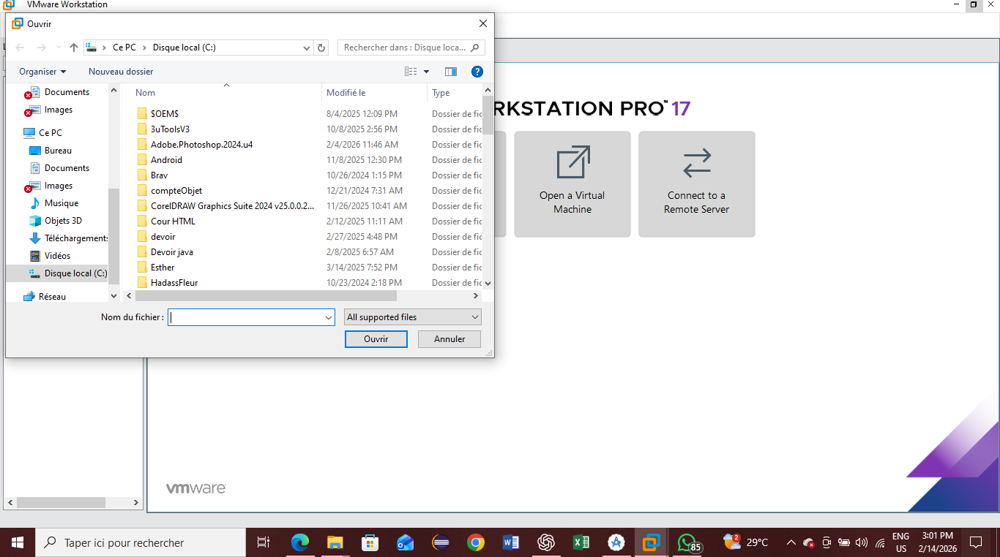 VMware Workstation
Ouvrir
Ce PC > Disque local (C:)
Rechercher dans : Disque loca...
Organiser
Nouveau dossier
Documents
Images
Ce PC
Bureau
Documents
Images
Musique
Objets 3D
Téléchargements
Vidéos
Disque local (C:)
Réseau
Nom Modifié le Type
$OEM$ 8/4/2025 12:09 PM Dossier de fic
3uToolsV3 10/8/2025 2:56 PM Dossier de fic
Adobe.Photoshop.2024.u4 2/4/2026 11:46 AM Dossier de fic
Android 11/8/2025 12:30 PM Dossier de fic
Brav 10/26/2024 1:15 PM Dossier de fic
compteObjet 12/21/2024 7:31 AM Dossier de fic
CorelDRAW Graphics Suite 2024 v25.0.0.2... 11/26/2025 10:41 AM Dossier de fic
Cour HTML 2/12/2025 11:11 AM Dossier de fic
devoir 2/27/2025 4:48 PM Dossier de fic
Devoir java 2/8/2025 6:57 AM Dossier de fic
Esther 3/14/2025 7:52 PM Dossier de fic
HadassFleur 10/23/2024 2:18 PM Dossier de fic
Nom du fichier :
All supported files
Ouvrir
Annuler
RKSTATION PRO™ 17
Open a Virtual
Machine
Connect to a
Remote Server
vmware
Taper ici pour rechercher
85
2
29°C
ENG
US
3:01 PM
2/14/2026